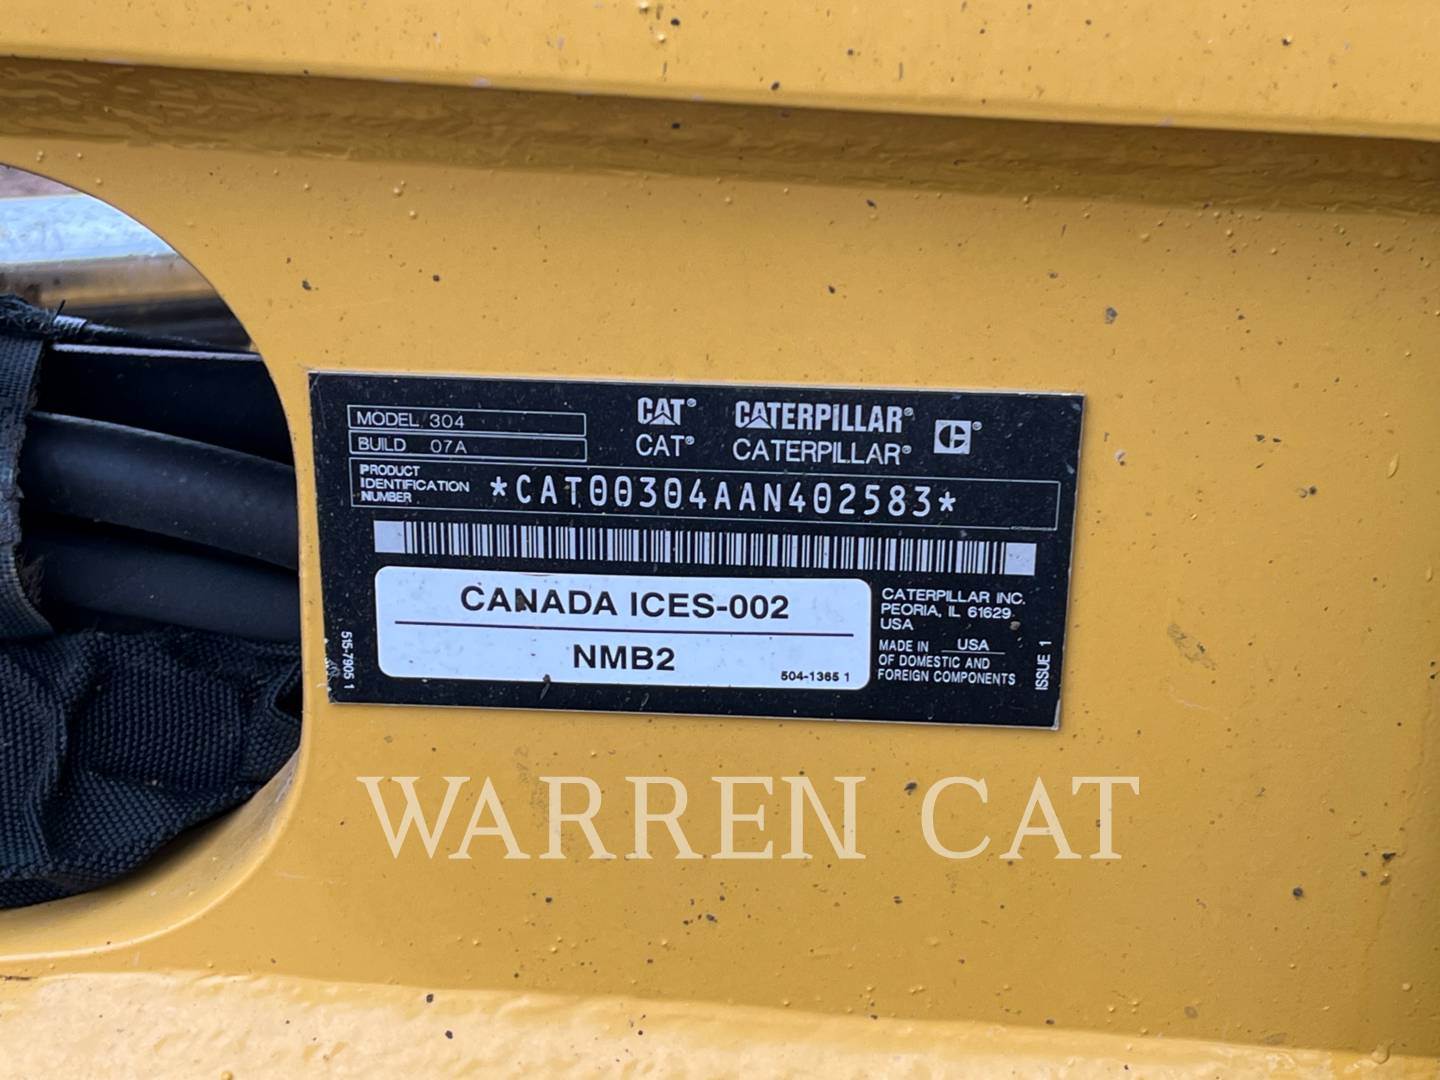 MODEL 304
BUILD 07A
CAT® CATERPILLAR®
CAT® CATERPILLAR®
PRODUCT
IDENTIFICATION
NUMBER
*CAT00304AAN402583*
CANADA ICES-002
NMB2
504-1365 1
CATERPILLAR INC.
PEORIA, IL 61629
USA
MADE IN USA
OF DOMESTIC AND
FOREIGN COMPONENTS
515-7905 1
ISSUE 1
WARREN CAT